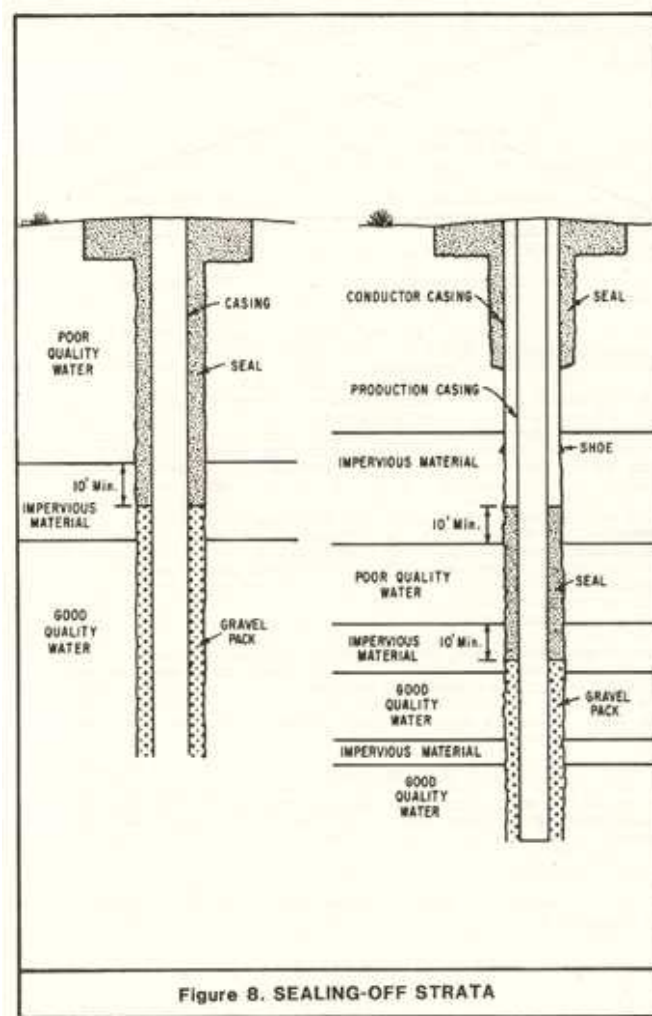 CASING
POOR
QUALITY
WATER
SEAL
10' Min.
IMPERVIOUS
MATERIAL
GOOD
QUALITY
WATER
GRAVEL
PACK
CONDUCTOR CASING
SEAL
PRODUCTION CASING
SHOE
IMPERVIOUS MATERIAL
10' Min.
POOR QUALITY
WATER
SEAL
IMPERVIOUS
MATERIAL
10' Min.
GOOD
QUALITY
WATER
GRAVEL
PACK
IMPERVIOUS MATERIAL
GOOD
QUALITY
WATER
Figure 8. SEALING-OFF STRATA